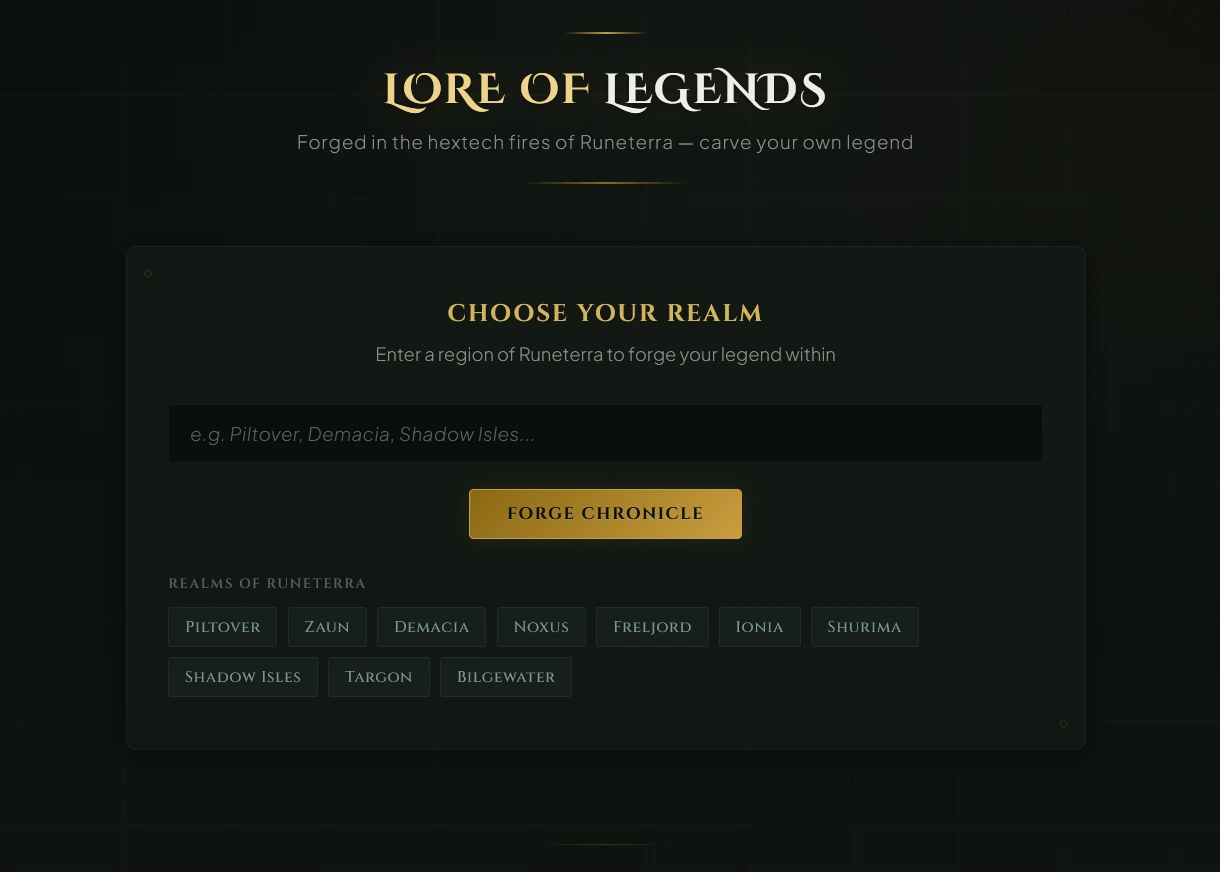 LORE OF LEGENDS
Forged in the hextech fires of Runeterra — carve your own legend
CHOOSE YOUR REALM
Enter a region of Runeterra to forge your legend within
e.g. Piltover, Demacia, Shadow Isles...
FORGE CHRONICLE
REALMS OF RUNETERRA
PILTOVER ZAUN DEMACIA NOXUS FRELJORD IONIA SHURIMA
SHADOW ISLES TARGON BILGEWATER